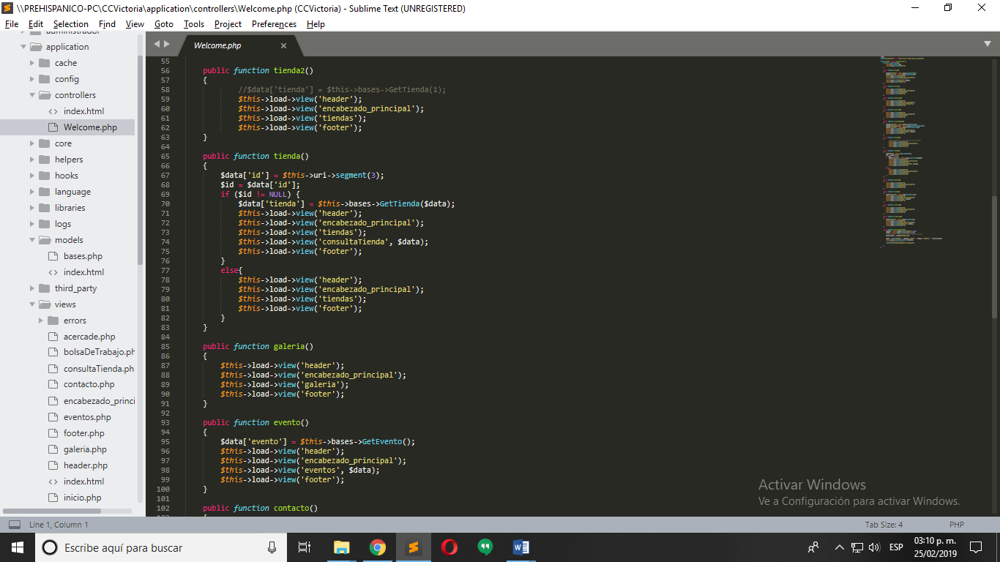 \\PREHISPANICO-PC\CCVictoria\application\controllers\Welcome.php (CCVictoria) - Sublime Text (UNREGISTERED)
File Edit Selection Find View Goto Tools Project Preferences Help
administrador
application
cache
config
controllers
<> index.html
Welcome.php
core
helpers
hooks
language
libraries
logs
models
bases.php
<> index.html
third_party
views
errors
acercade.php
bolsaDeTrabajo.ph
consultaTienda.ph
contacto.php
encabezado_princi
eventos.php
footer.php
galeria.php
header.php
<> index.html
inicio.php
Welcome.php
55
56 public function tienda2()
57 {
58 //$data['tienda'] = $this->bases->GetTienda(1);
59 $this->load->view('header');
60 $this->load->view('encabezado_principal');
61 $this->load->view('tiendas');
62 $this->load->view('footer');
63 }
64
65 public function tienda()
66 {
67 $data['id'] = $this->uri->segment(3);
68 $id = $data['id'];
69 if ($id != NULL) {
70 $data['tienda'] = $this->bases->GetTienda($data);
71 $this->load->view('header');
72 $this->load->view('encabezado_principal');
73 $this->load->view('tiendas');
74 $this->load->view('consultaTienda', $data);
75 $this->load->view('footer');
76 }
77 else{
78 $this->load->view('header');
79 $this->load->view('encabezado_principal');
80 $this->load->view('tiendas');
81 $this->load->view('footer');
82 }
83 }
84
85 public function galeria()
86 {
87 $this->load->view('header');
88 $this->load->view('encabezado_principal');
89 $this->load->view('galeria');
90 $this->load->view('footer');
91 }
92
93 public function evento()
94 {
95 $data['evento'] = $this->bases->GetEvento();
96 $this->load->view('header');
97 $this->load->view('encabezado_principal');
98 $this->load->view('eventos', $data);
99 $this->load->view('footer');
100 }
101
102 public function contacto()
103 {
Activar Windows
Ve a Configuración para activar Windows.
Line 1, Column 1
Tab Size: 4
PHP
Escribe aquí para buscar
ESP
03:10 p. m.
25/02/2019